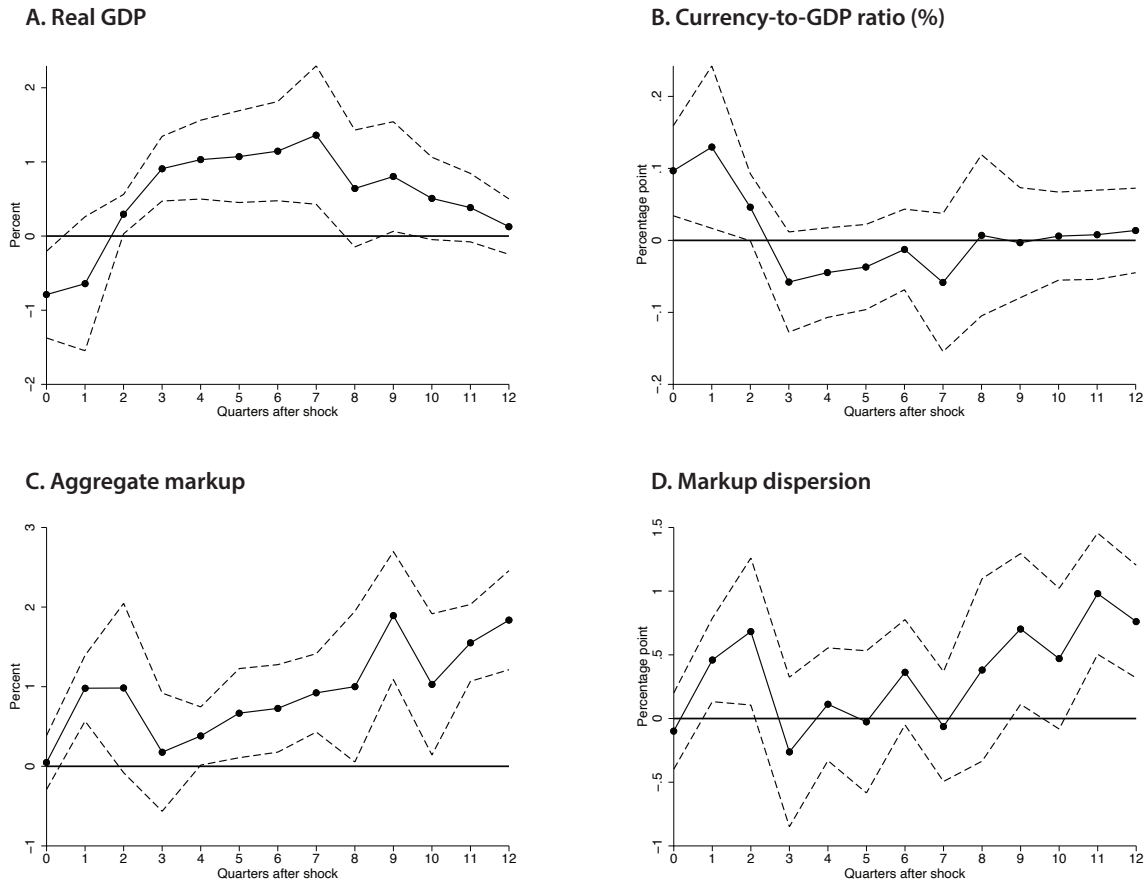 A. Real GDP
Percent
2
1
0
−1
−2
0 1 2 3 4 5 6 7 8 9 10 11 12
Quarters after shock
B. Currency-to-GDP ratio (%)
Percentage point
.2
.1
0
−.1
−.2
0 1 2 3 4 5 6 7 8 9 10 11 12
Quarters after shock
C. Aggregate markup
Percent
3
2
1
0
−1
0 1 2 3 4 5 6 7 8 9 10 11 12
Quarters after shock
D. Markup dispersion
Percentage point
1.5
1
.5
0
−.5
−1
0 1 2 3 4 5 6 7 8 9 10 11 12
Quarters after shock